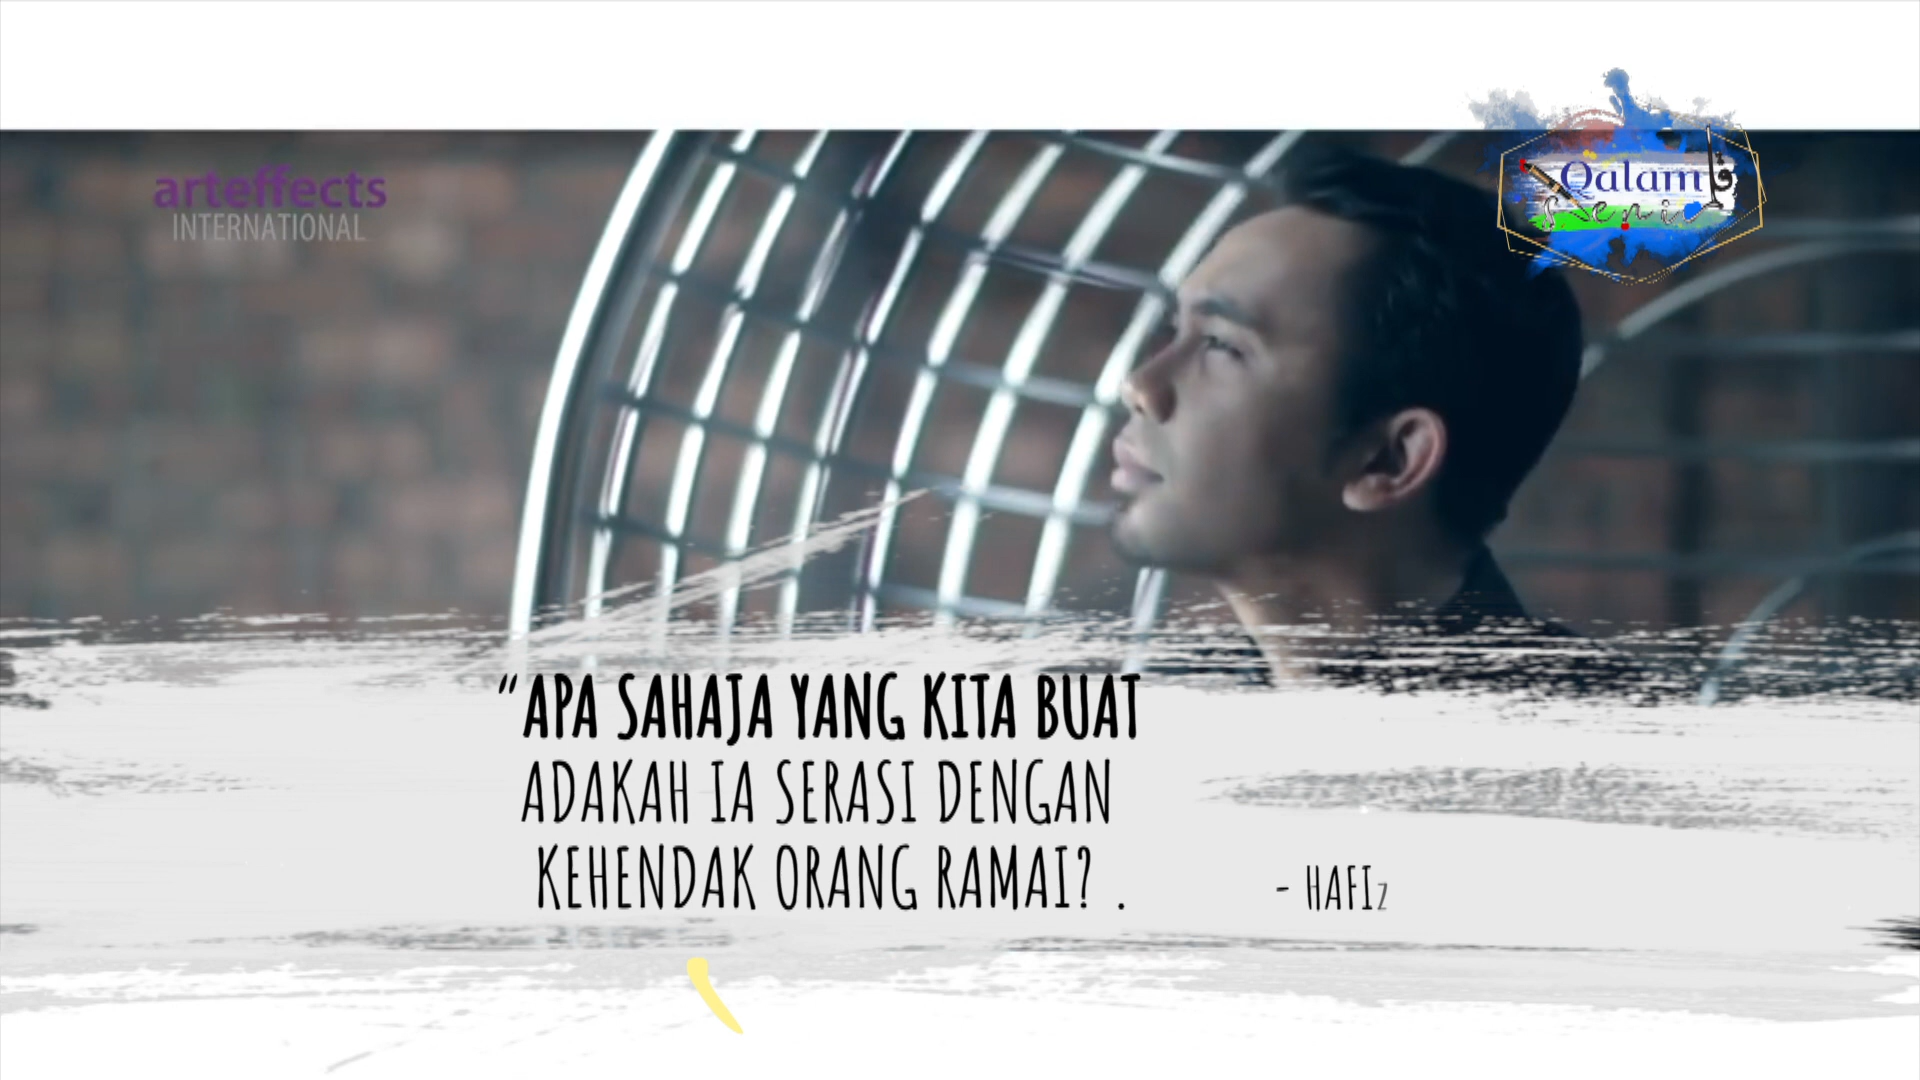 arteffects
INTERNATIONAL
Qalam
Seni
“APA SAHAJA YANG KITA BUAT
ADAKAH IA SERASI DENGAN
KEHENDAK ORANG RAMAI? .
- HAFIZ